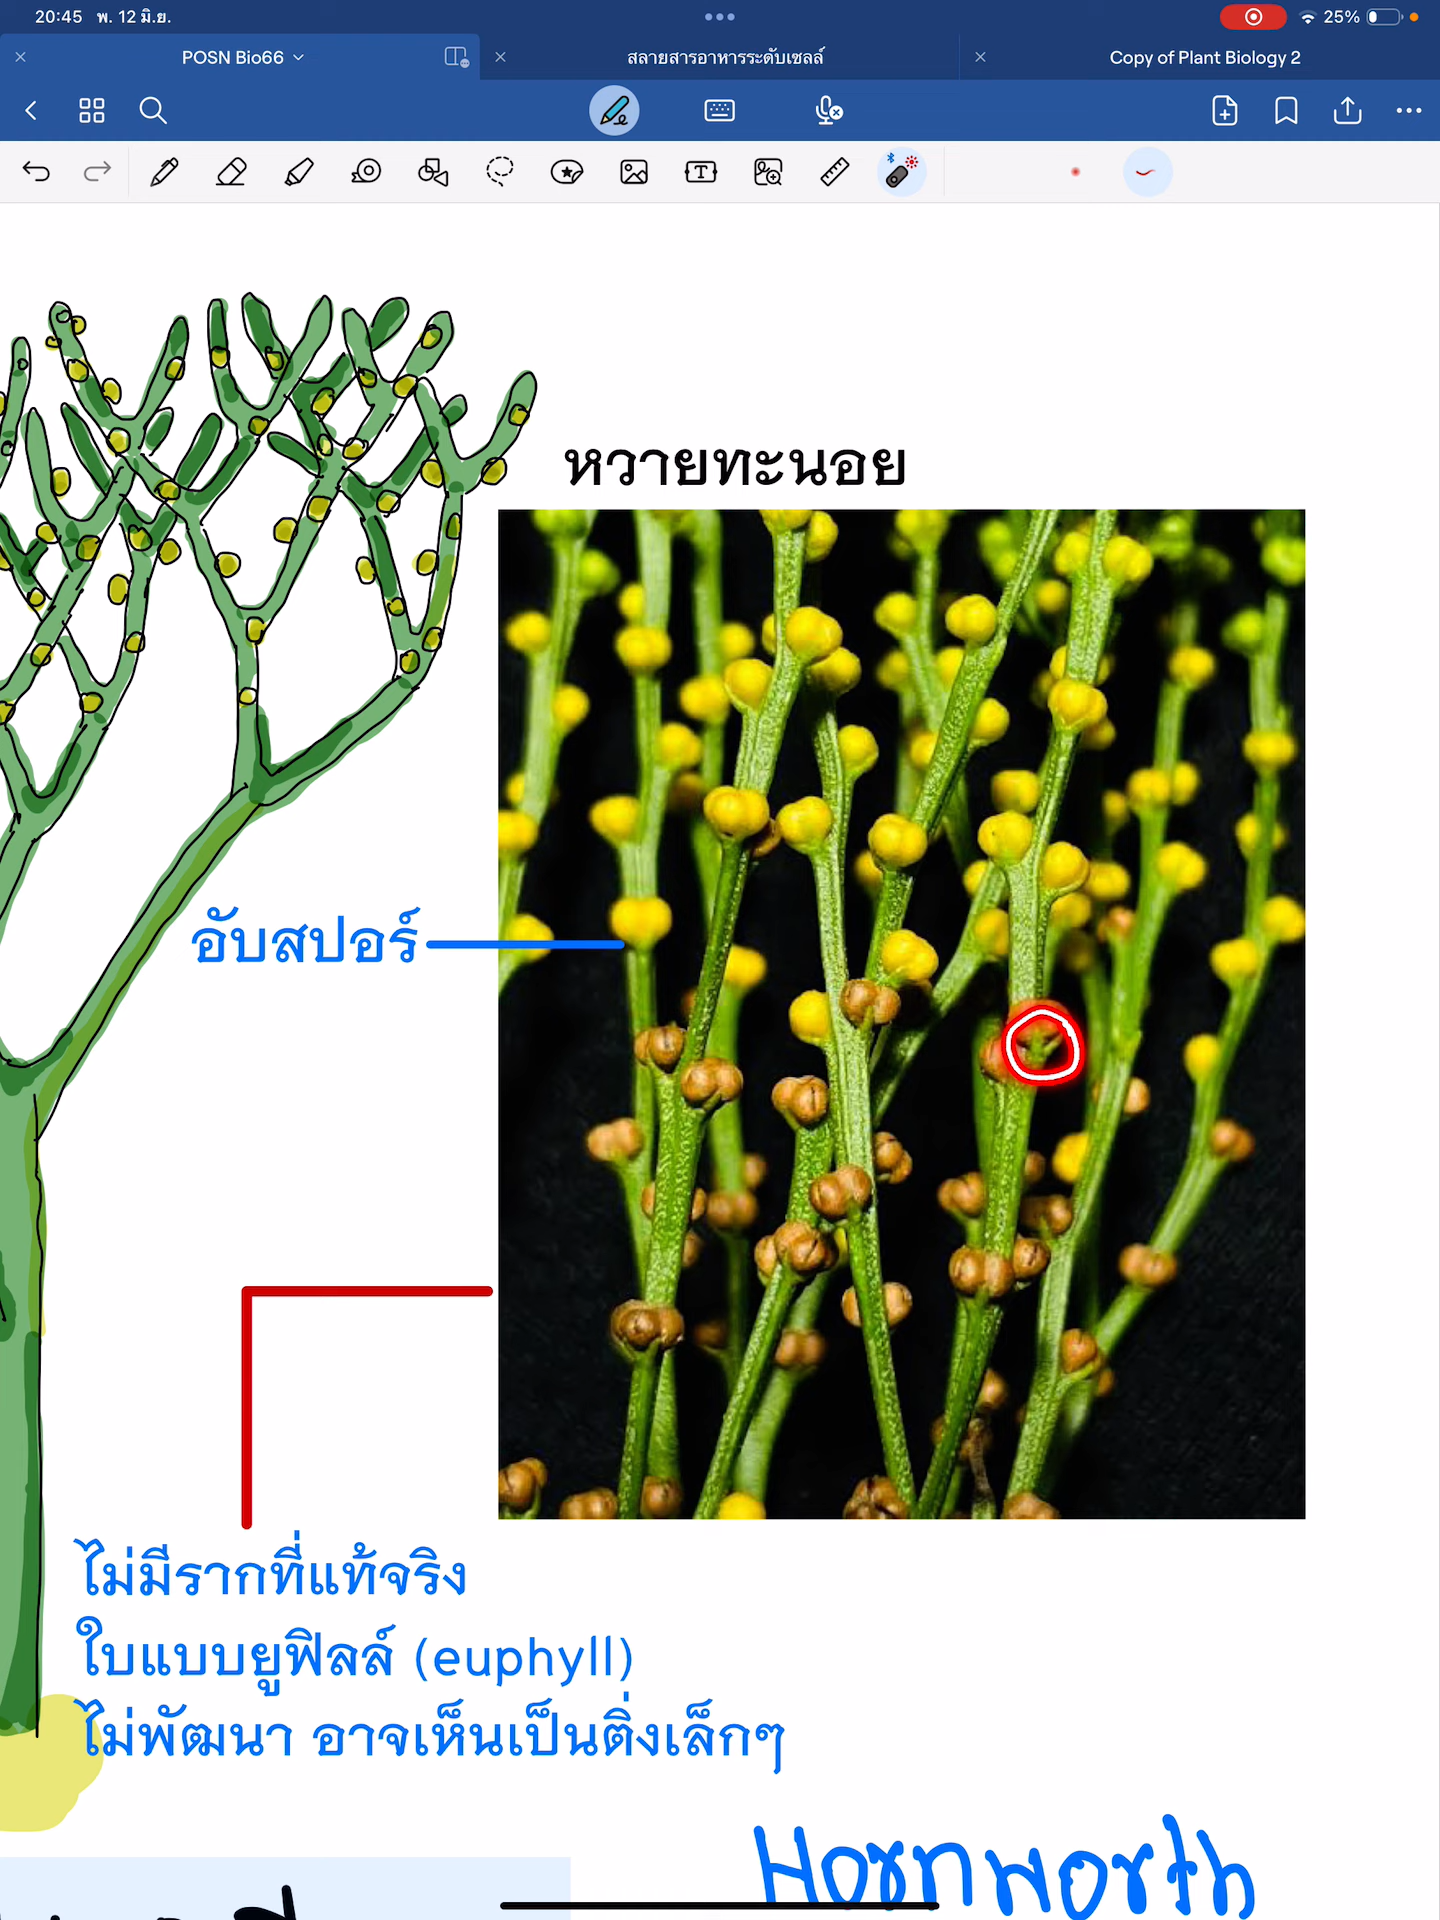 20:45 พ. 12 มิ.ย.
25%
POSN Bio66
สลายสารอาหารระดับเซลล์
Copy of Plant Biology 2
หวายทะนอย
อับสปอร์
ไม่มีรากที่แท้จริง
ใบแบบยูฟิลล์ (euphyll)
ไม่พัฒนา อาจเห็นเป็นติ่งเล็กๆ
Hornworth